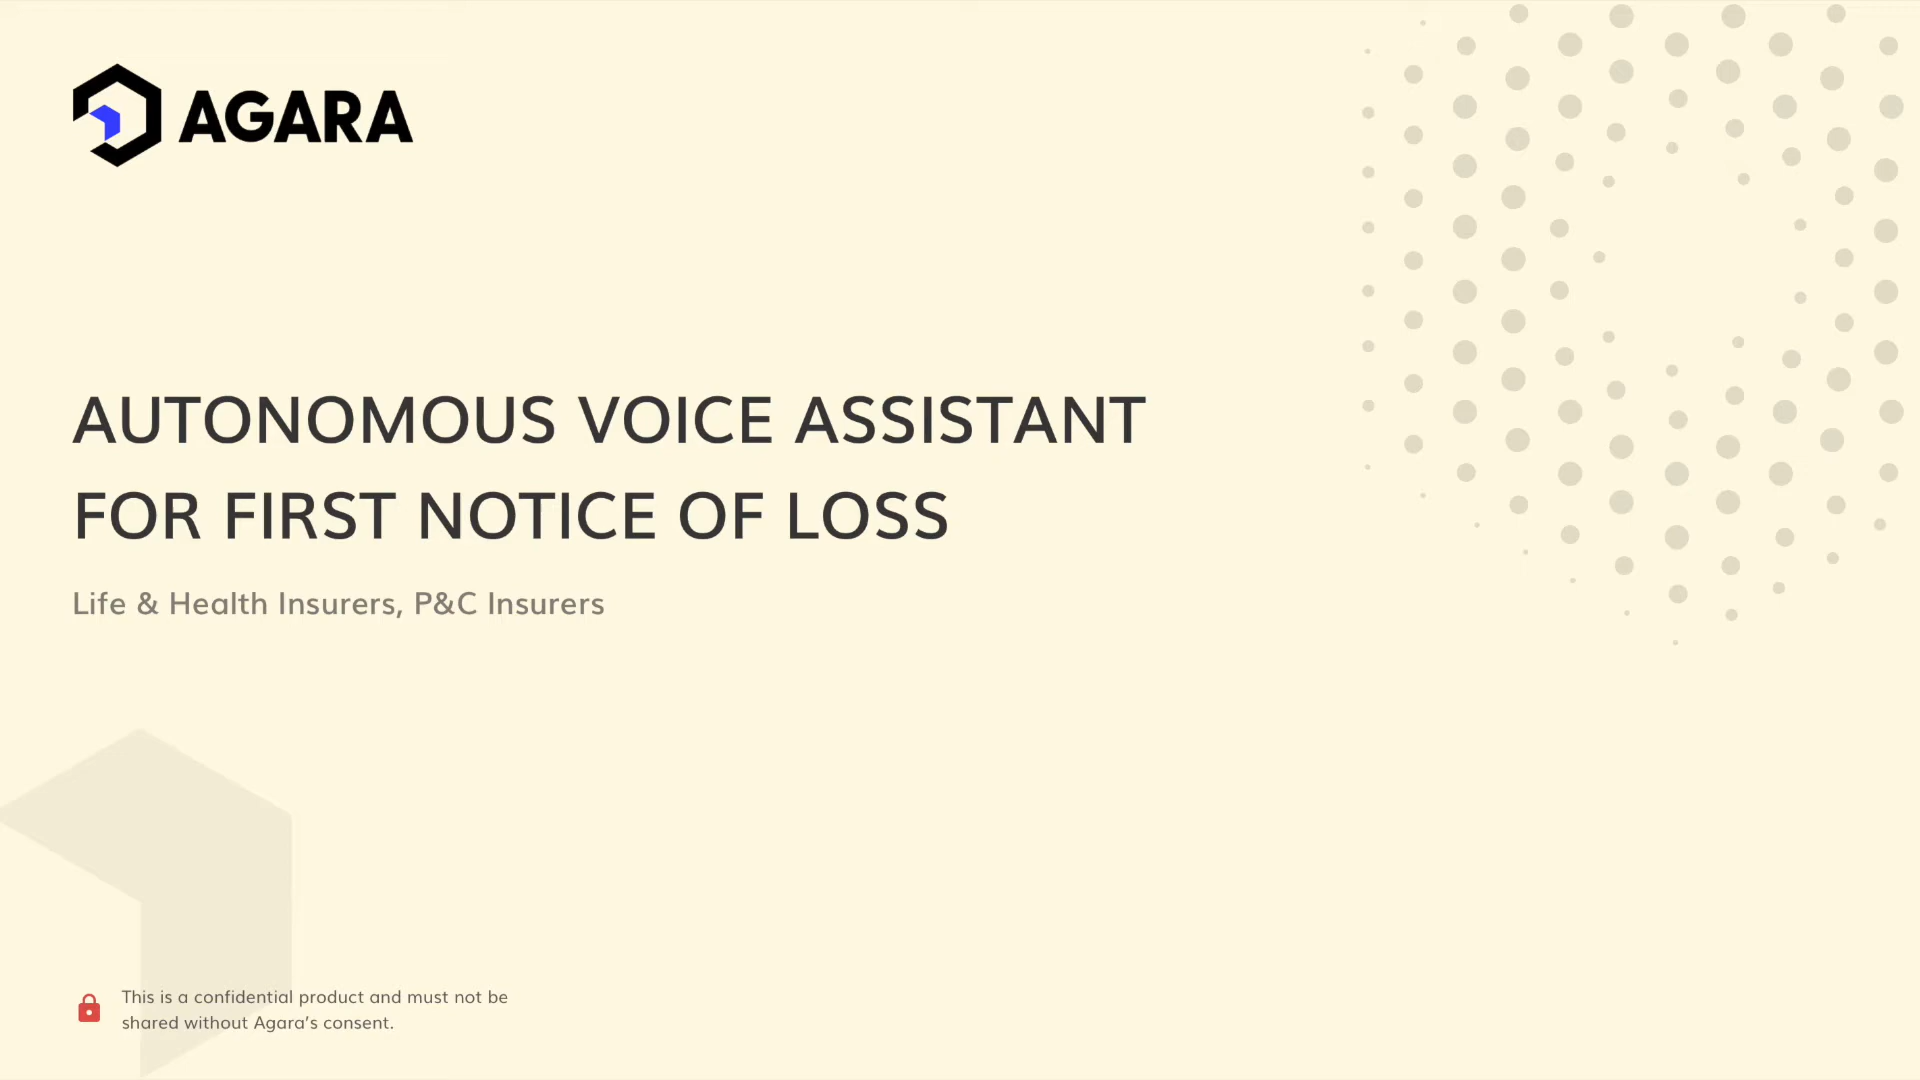 AGARA
AUTONOMOUS VOICE ASSISTANT
FOR FIRST NOTICE OF LOSS
Life & Health Insurers, P&C Insurers
This is a confidential product and must not be
shared without Agara’s consent.